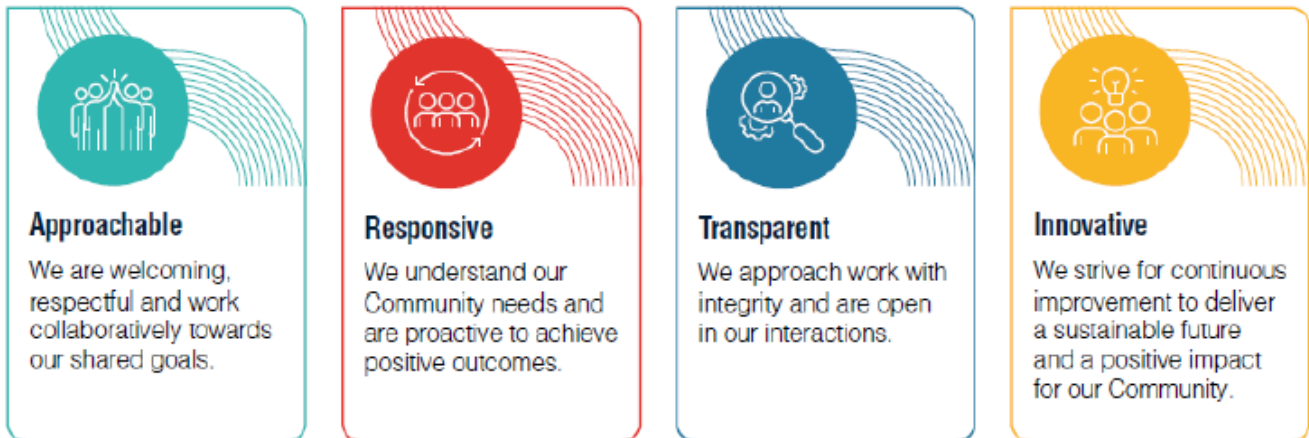 Approachable
We are welcoming,
respectful and work
collaboratively towards
our shared goals.
Responsive
We understand our
Community needs and
are proactive to achieve
positive outcomes.
Transparent
We approach work with
integrity and are open
in our interactions.
Innovative
We strive for continuous
improvement to deliver
a sustainable future
and a positive impact
for our Community.